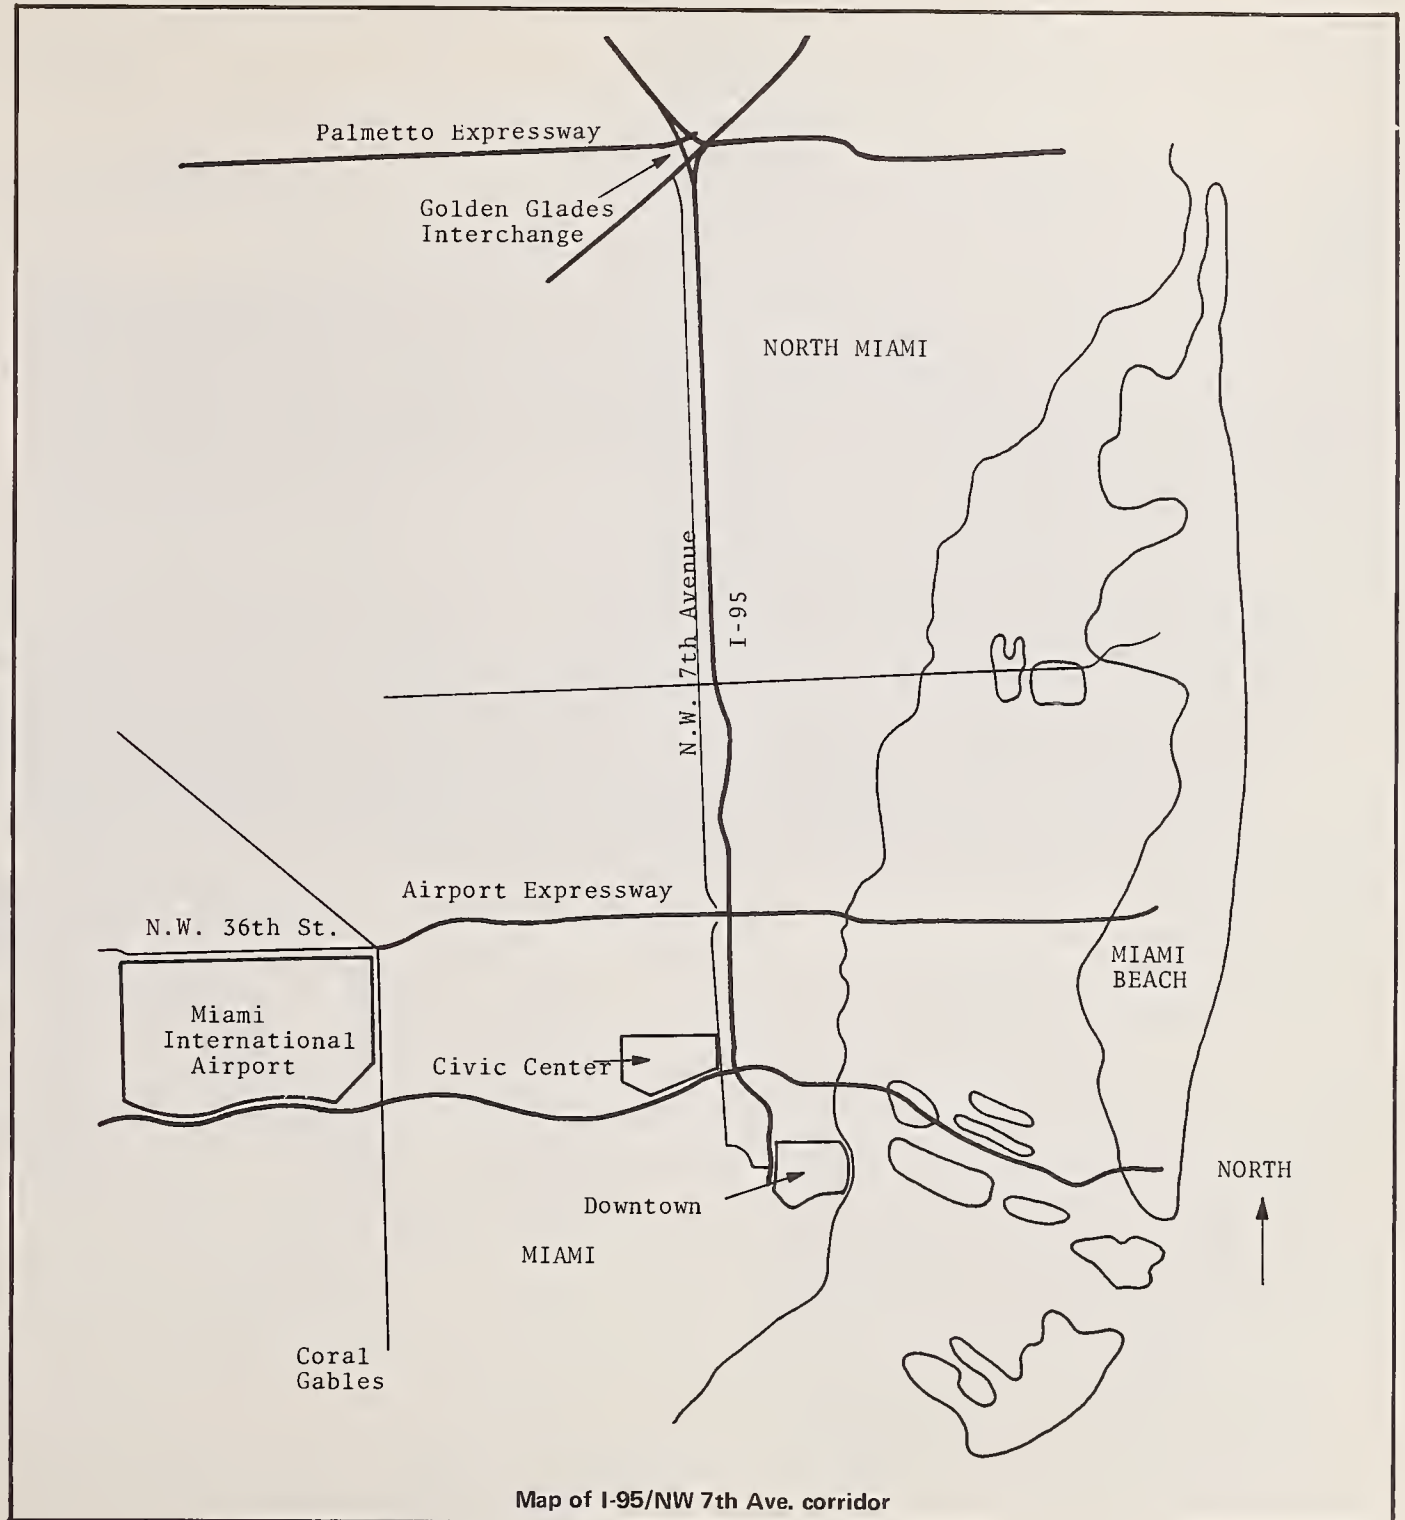 Palmetto Expressway
Golden Glades
Interchange
NORTH MIAMI
N.W. 7th Avenue
I-95
Airport Expressway
N.W. 36th St.
MIAMI
BEACH
Miami
International
Airport
Civic Center
NORTH
Downtown
MIAMI
Coral
Gables
Map of I-95/NW 7th Ave. corridor